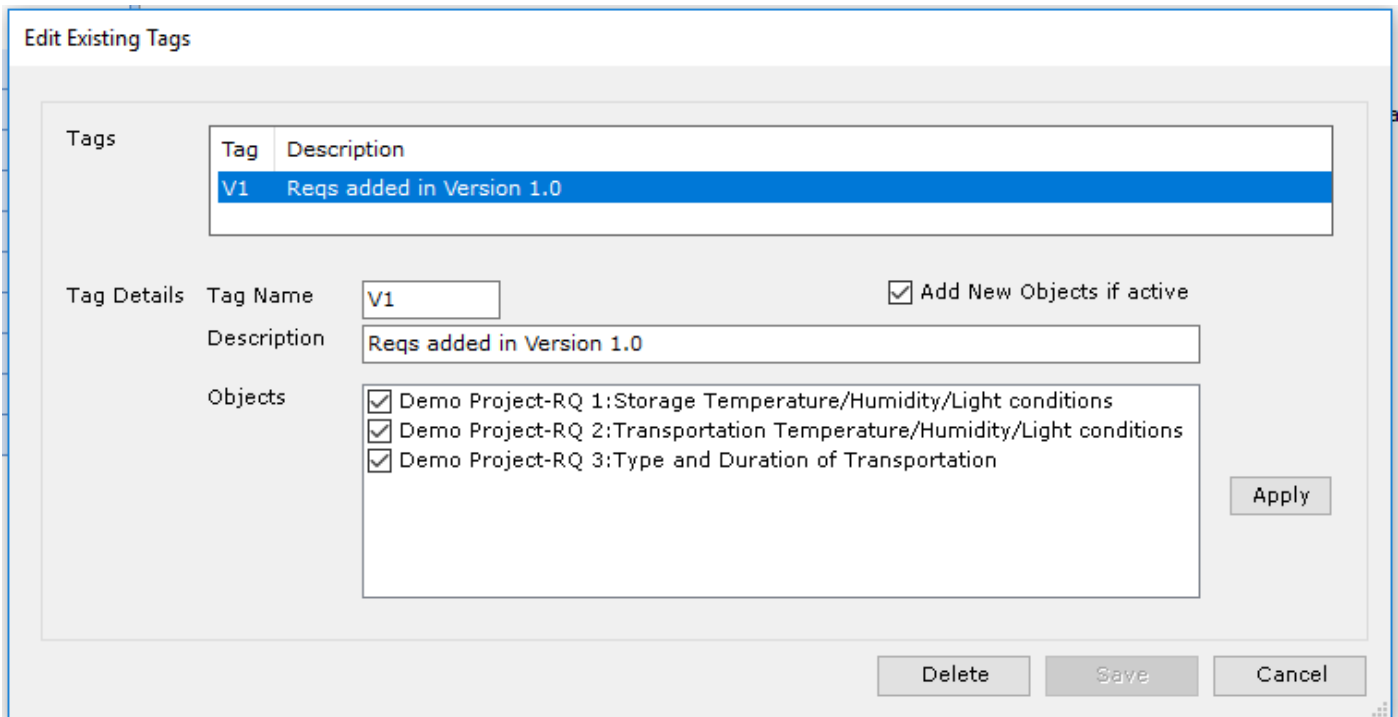 Edit Existing Tags
Tags
Tag Description
V1 Reqs added in Version 1.0
Tag Details Tag Name V1 Add New Objects if active
Description Reqs added in Version 1.0
Objects Demo Project-RQ 1:Storage Temperature/Humidity/Light conditions
Demo Project-RQ 2:Transportation Temperature/Humidity/Light conditions
Demo Project-RQ 3:Type and Duration of Transportation
Apply
Delete Save Cancel